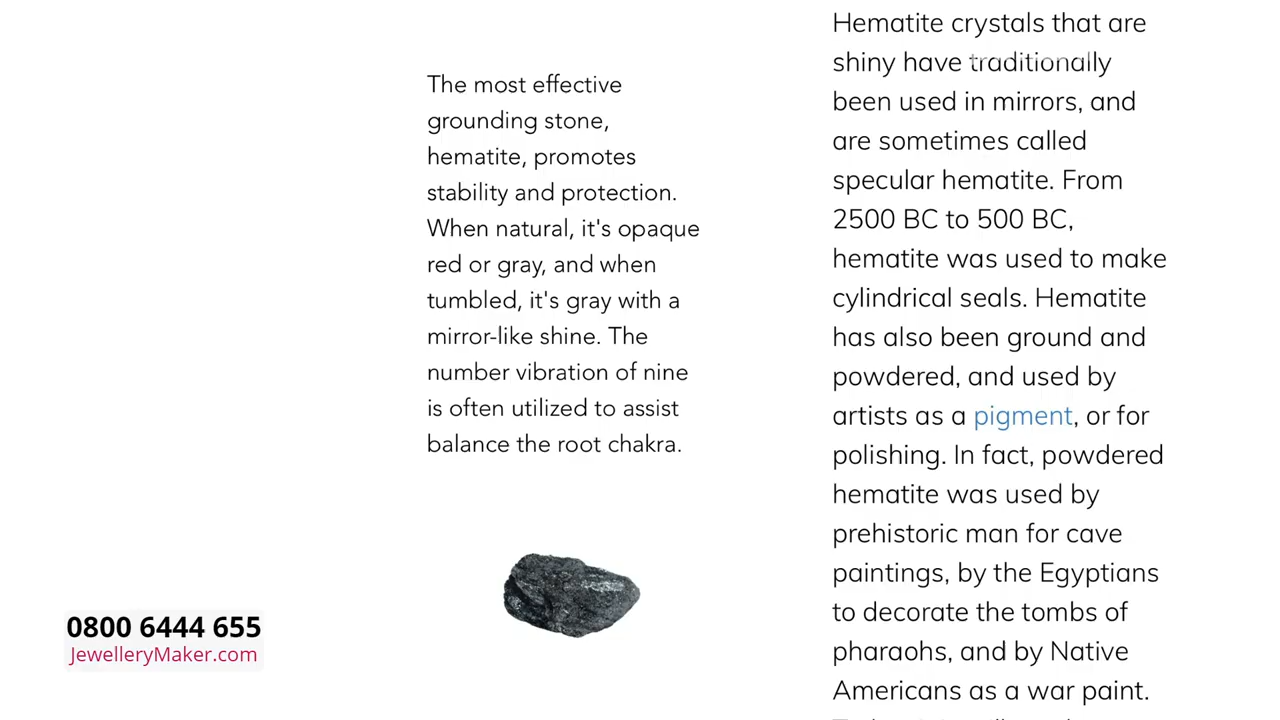 The most effective
grounding stone,
hematite, promotes
stability and protection.
When natural, it's opaque
red or gray, and when
tumbled, it's gray with a
mirror-like shine. The
number vibration of nine
is often utilized to assist
balance the root chakra.
Hematite crystals that are
shiny have traditionally
been used in mirrors, and
are sometimes called
specular hematite. From
2500 BC to 500 BC,
hematite was used to make
cylindrical seals. Hematite
has also been ground and
powdered, and used by
artists as a pigment, or for
polishing. In fact, powdered
hematite was used by
prehistoric man for cave
paintings, by the Egyptians
to decorate the tombs of
pharaohs, and by Native
Americans as a war paint.
0800 6444 655
JewelleryMaker.com